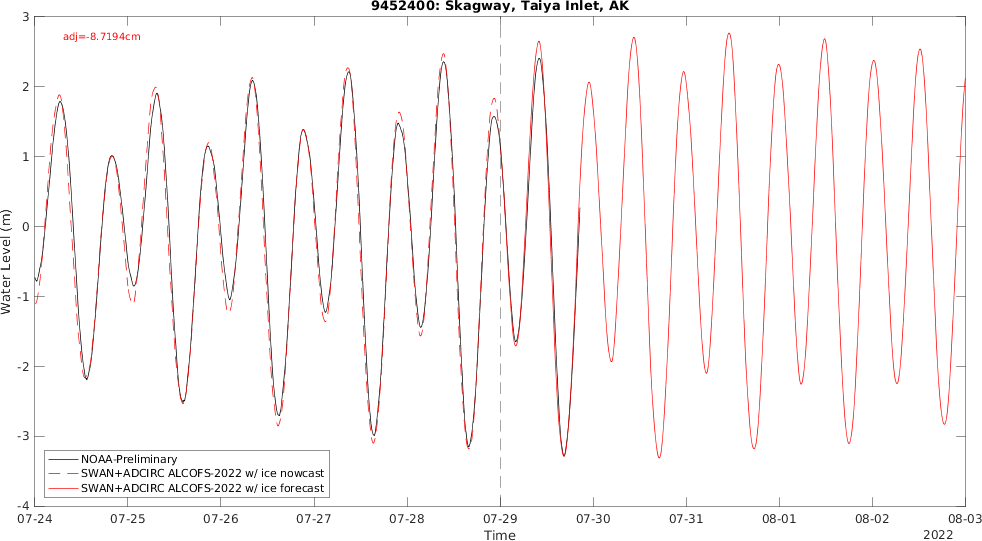 9452400: Skagway, Taiya Inlet, AK
adj=-8.7194cm
3
2
1
0
-1
-2
-3
-4
Water Level (m)
NOAA-Preliminary
SWAN+ADCIRC ALCOFS-2022 w/ ice nowcast
SWAN+ADCIRC ALCOFS-2022 w/ ice forecast
07-24 07-25 07-26 07-27 07-28 07-29 07-30 07-31 08-01 08-02 08-03
Time
2022